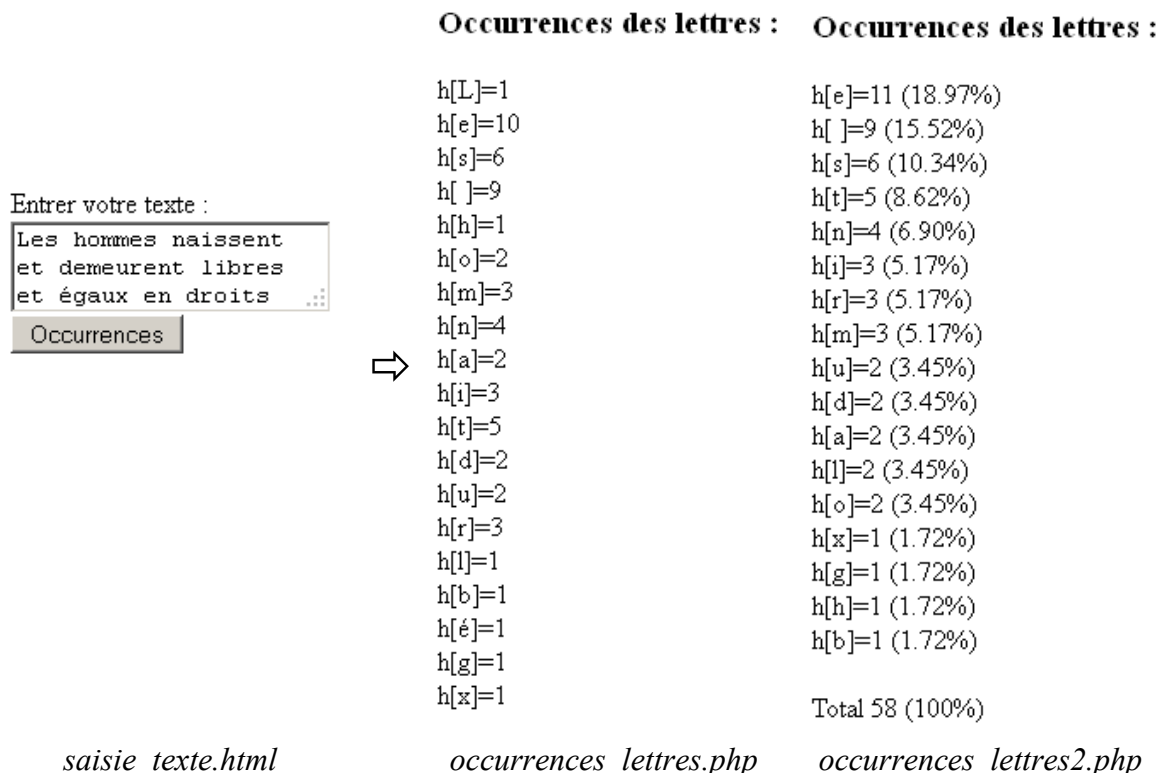 Entrer votre texte :
Les hommes naissent
et demeurent libres
et égaux en droits
Occurrences
Occurrences des lettres :
h[L]=1
h[e]=10
h[s]=6
h[ ]=9
h[h]=1
h[o]=2
h[m]=3
h[n]=4
h[a]=2
h[i]=3
h[t]=5
h[d]=2
h[u]=2
h[r]=3
h[l]=1
h[b]=1
h[é]=1
h[g]=1
h[x]=1
Occurrences des lettres :
h[e]=11 (18.97%)
h[ ]=9 (15.52%)
h[s]=6 (10.34%)
h[t]=5 (8.62%)
h[n]=4 (6.90%)
h[i]=3 (5.17%)
h[r]=3 (5.17%)
h[m]=3 (5.17%)
h[u]=2 (3.45%)
h[d]=2 (3.45%)
h[a]=2 (3.45%)
h[l]=2 (3.45%)
h[o]=2 (3.45%)
h[x]=1 (1.72%)
h[g]=1 (1.72%)
h[h]=1 (1.72%)
h[b]=1 (1.72%)
Total 58 (100%)
saisie_texte.html
occurrences_lettres.php
occurrences_lettres2.php